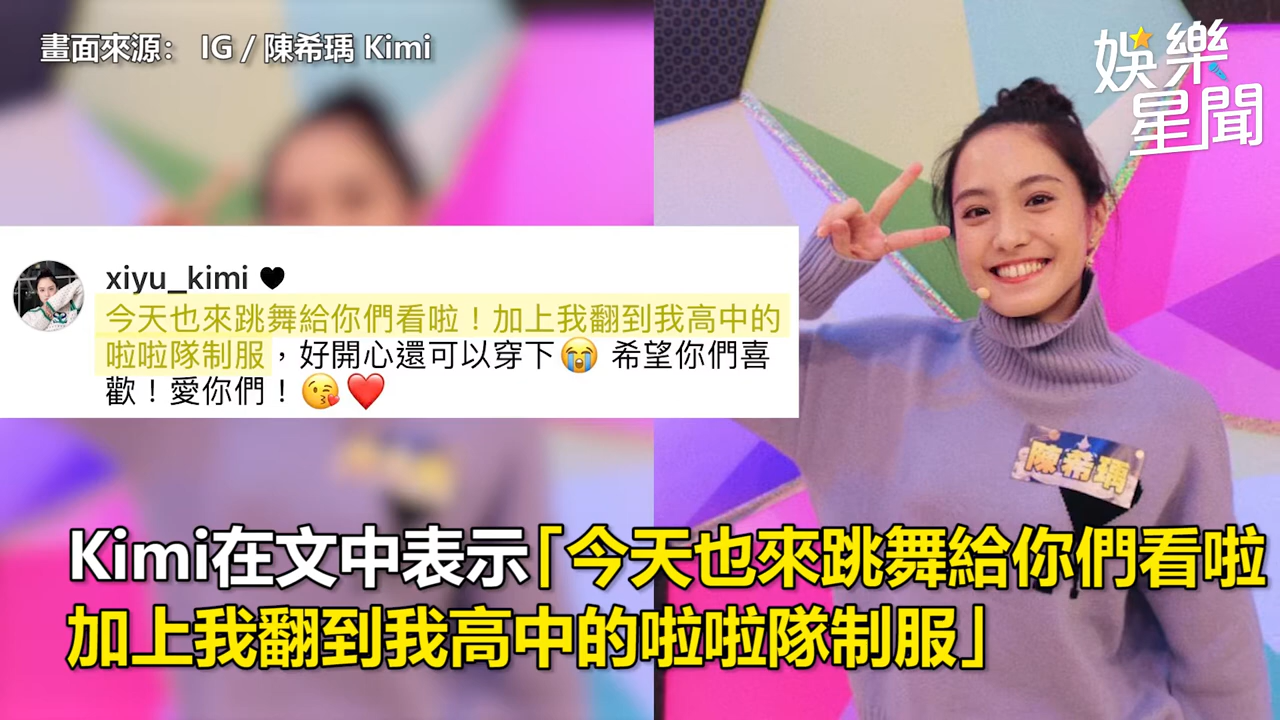 畫面來源： IG / 陳希瑀 Kimi
娛樂
星聞
xiyu_kimi 🖤
今天也來跳舞給你們看啦！加上我翻到我高中的
啦啦隊制服，好開心還可以穿下😭 希望你們喜
歡！愛你們！😘❤️
陳希瑀
Kimi在文中表示「今天也來跳舞給你們看啦
加上我翻到我高中的啦啦隊制服」